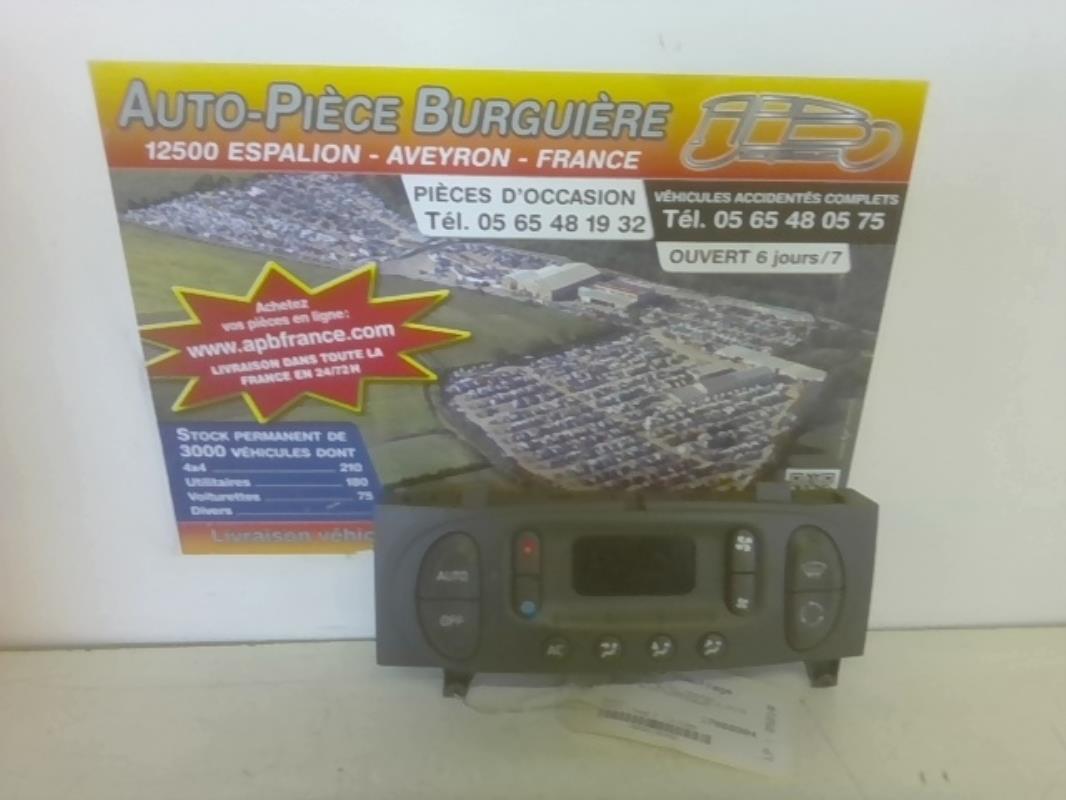 AUTO-PIÈCE BURGUIÈRE
12500 ESPALION - AVEYRON - FRANCE
PIÈCES D'OCCASION
Tél. 05 65 48 19 32
VÉHICULES ACCIDENTÉS COMPLETS
Tél. 05 65 48 05 75
OUVERT 6 jours/7
Achetez
vos pièces en ligne:
www.apbfrance.com
LIVRAISON DANS TOUTE LA
FRANCE EN 24/72H
STOCK PERMANENT DE
3000 VÉHICULES DONT
4x4 210
Utilitaires 180
Voiturettes 75
Divers
Livraison véhic
AUTO
OFF
AC